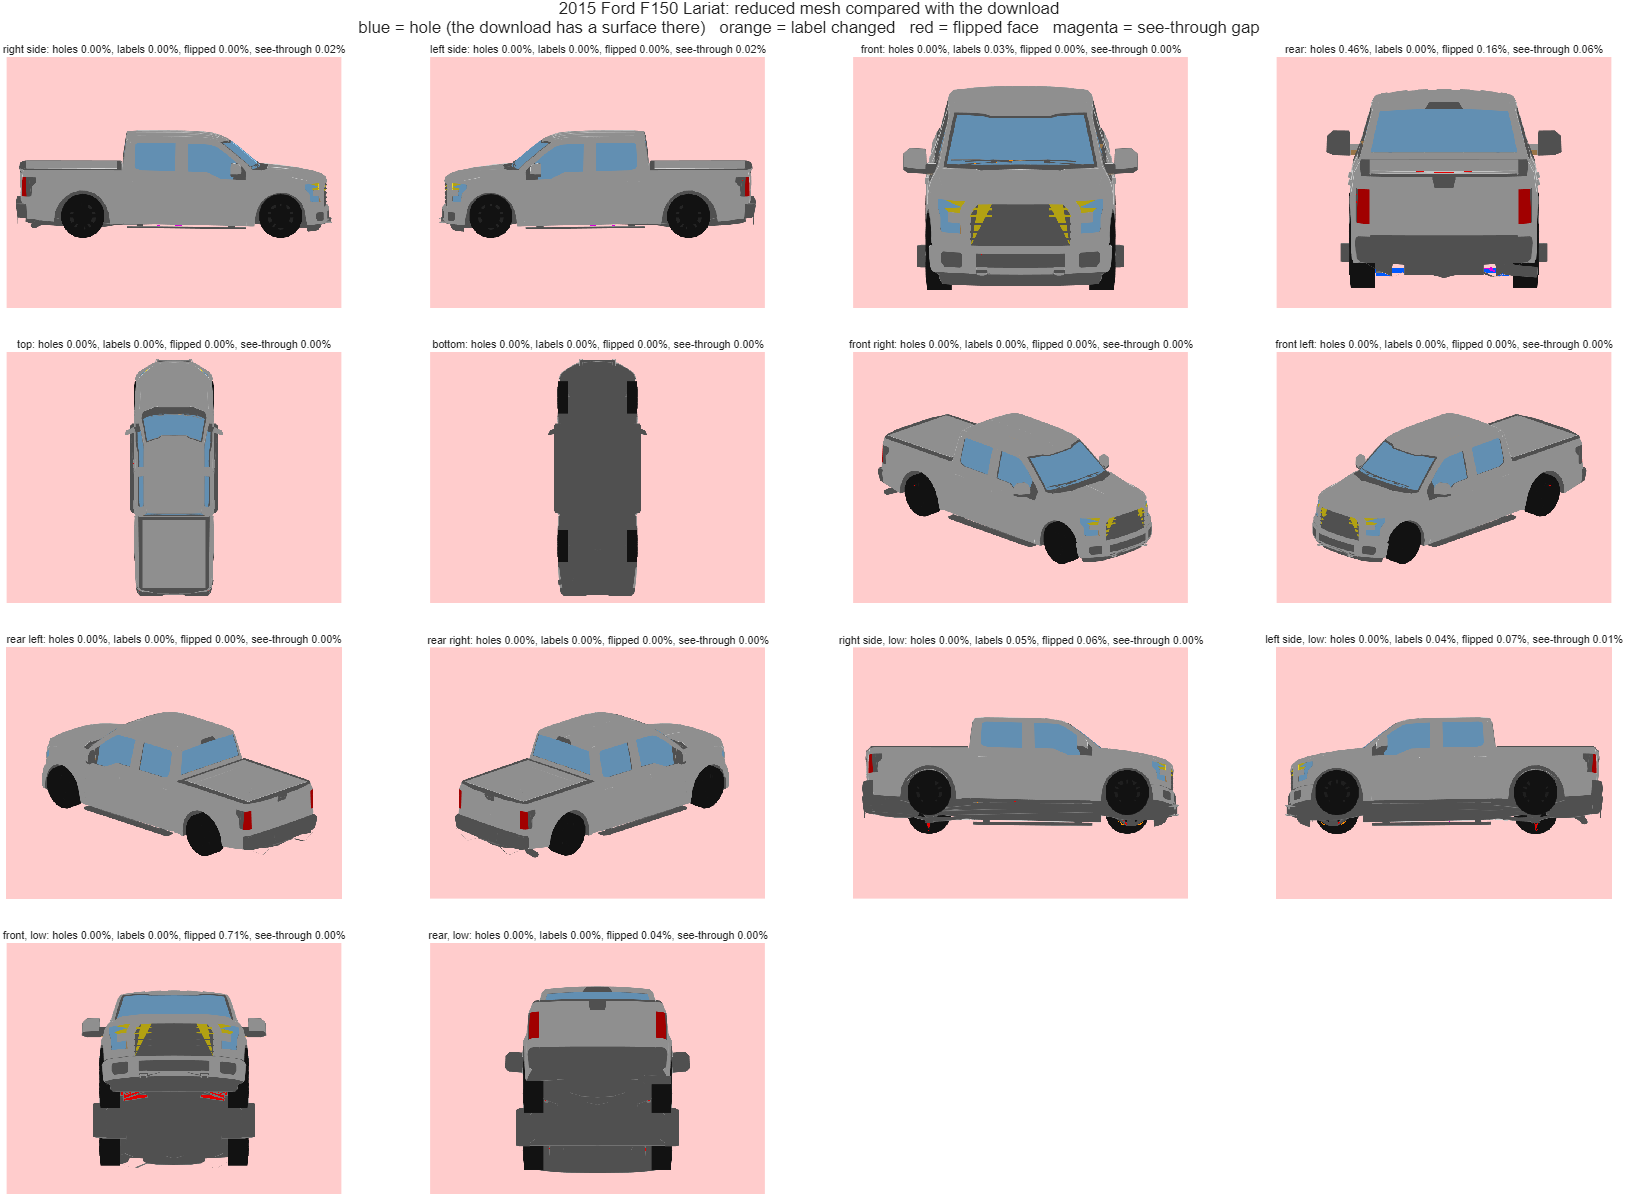 2015 Ford F150 Lariat: reduced mesh compared with the download
blue = hole (the download has a surface there)   orange = label changed   red = flipped face   magenta = see-through gap
right side: holes 0.00%, labels 0.00%, flipped 0.00%, see-through 0.02%
left side: holes 0.00%, labels 0.00%, flipped 0.00%, see-through 0.02%
front: holes 0.00%, labels 0.03%, flipped 0.00%, see-through 0.00%
rear: holes 0.46%, labels 0.00%, flipped 0.16%, see-through 0.06%
top: holes 0.00%, labels 0.00%, flipped 0.00%, see-through 0.00%
bottom: holes 0.00%, labels 0.00%, flipped 0.00%, see-through 0.00%
front right: holes 0.00%, labels 0.00%, flipped 0.00%, see-through 0.00%
front left: holes 0.00%, labels 0.00%, flipped 0.00%, see-through 0.00%
rear left: holes 0.00%, labels 0.00%, flipped 0.00%, see-through 0.00%
rear right: holes 0.00%, labels 0.00%, flipped 0.00%, see-through 0.00%
right side, low: holes 0.00%, labels 0.05%, flipped 0.06%, see-through 0.00%
left side, low: holes 0.00%, labels 0.04%, flipped 0.07%, see-through 0.01%
front, low: holes 0.00%, labels 0.00%, flipped 0.71%, see-through 0.00%
rear, low: holes 0.00%, labels 0.00%, flipped 0.04%, see-through 0.00%